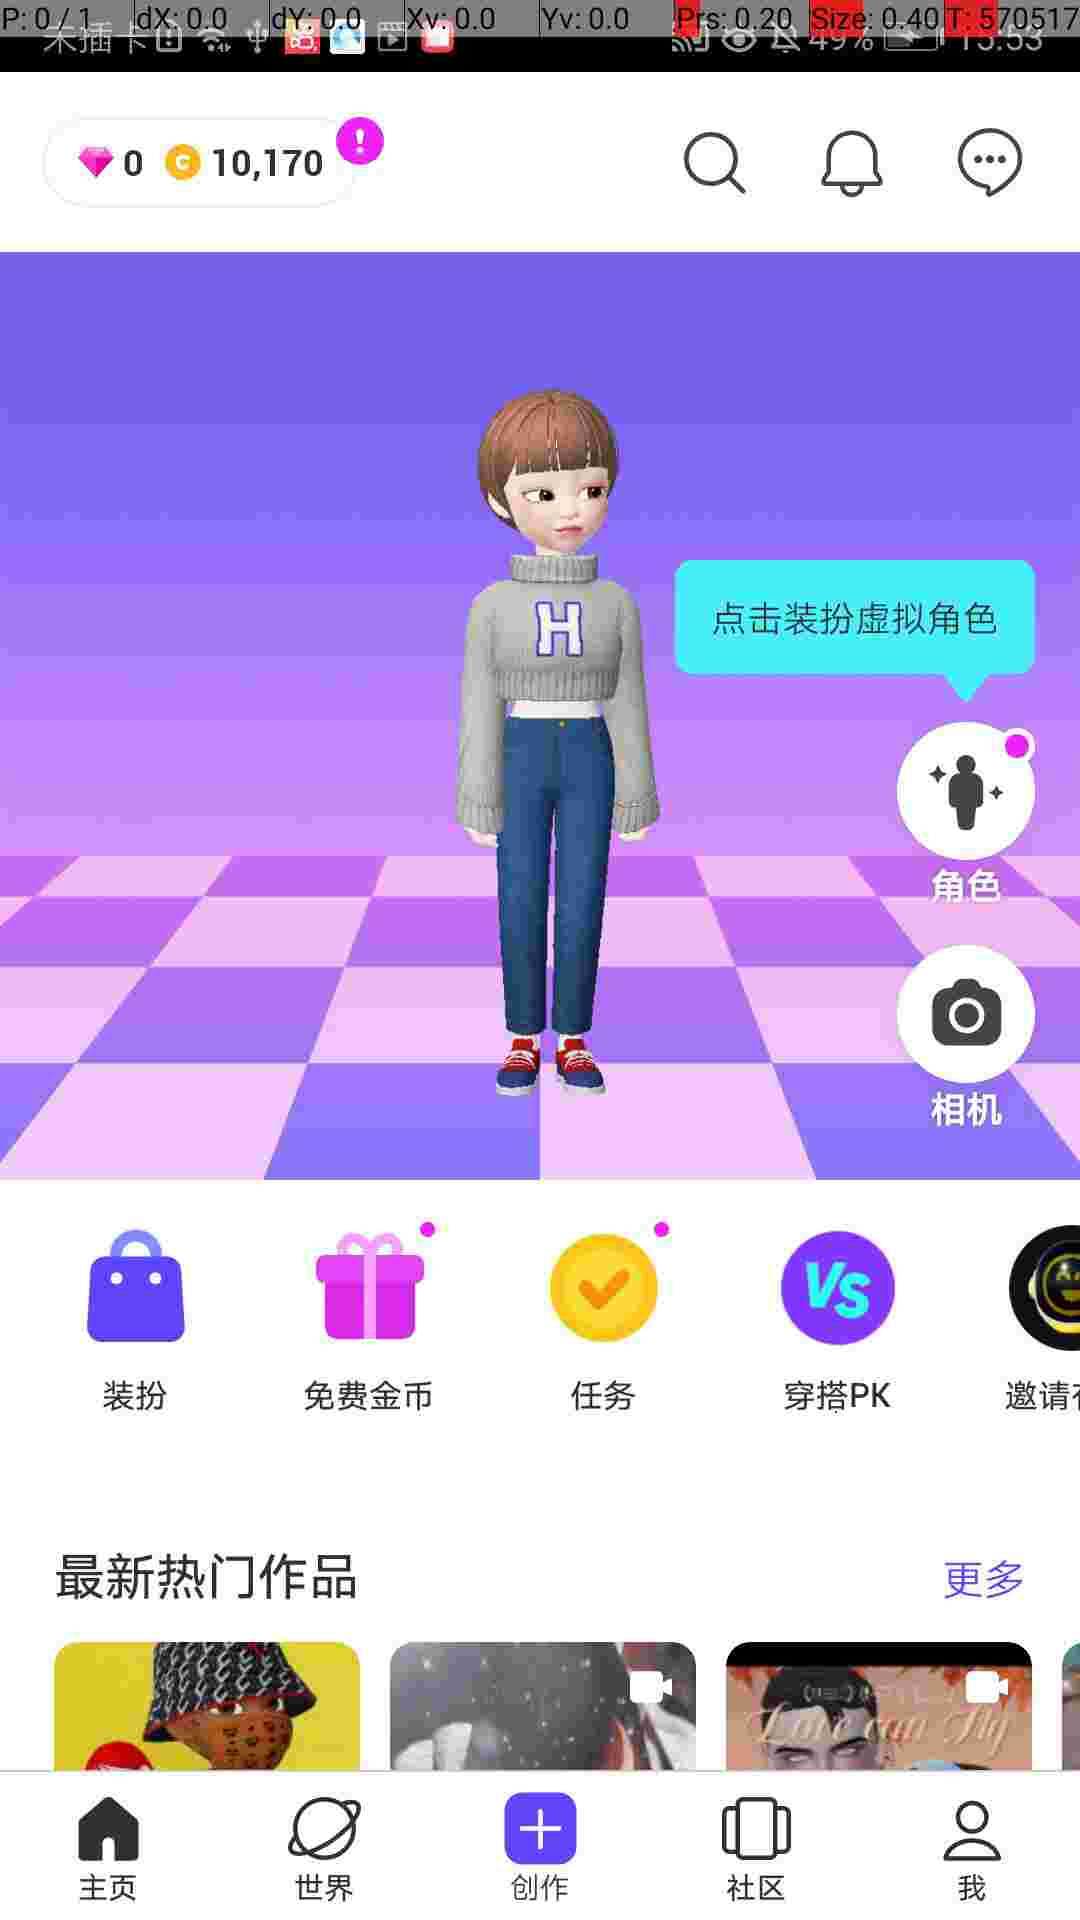 P: 0 / 1 dX: 0.0 dY: 0.0 Xv: 0.0 Yv: 0.0 Prs: 0.20 Size: 0.40 T: 570517
未插卡 49% 15:53
0 C 10,170 !
H
点击装扮虚拟角色
角色
相机
VS
装扮 免费金币 任务 穿搭PK 邀请
最新热门作品 更多
Love can fly
主页 世界 创作 社区 我